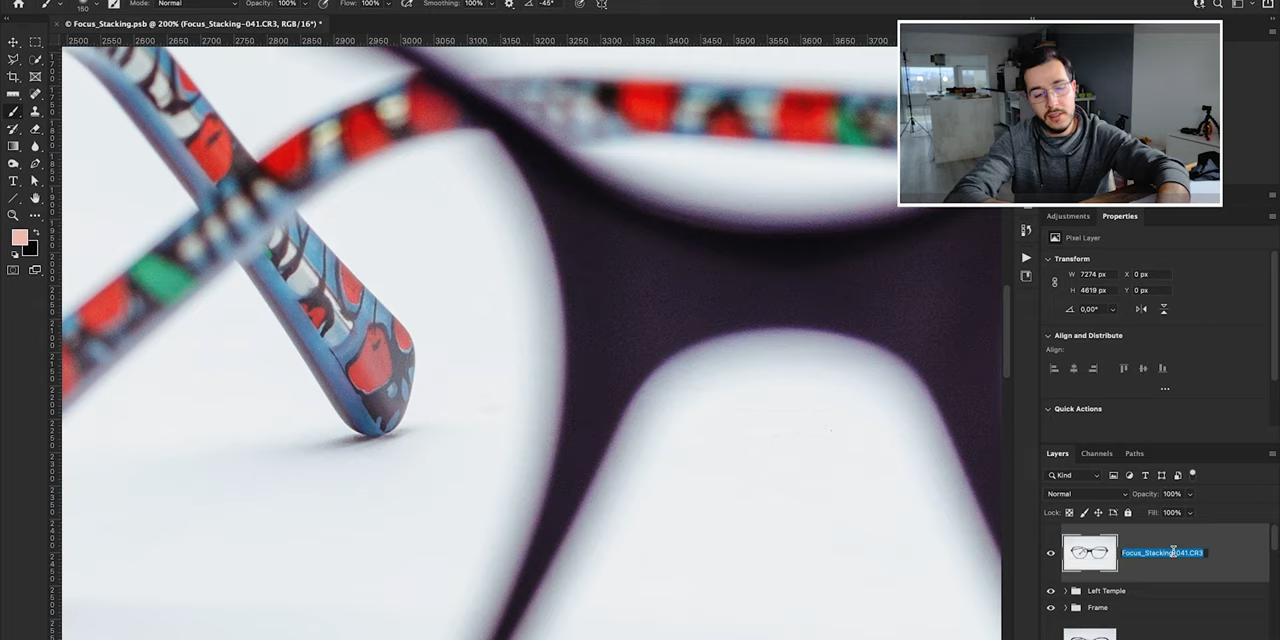 150
Mode: Normal
Opacity: 100%
Flow: 100%
Smoothing: 100%
-45°
© Focus_Stacking.psb @ 200% (Focus_Stacking-041.CR3, RGB/16*) *
2500 2550 2600 2650 2700 2750 2800 2850 2900 2950 3000 3050 3100 3150 3200 3250 3300 3350 3400 3450 3500 3550 3600 3650 3700
Adjustments Properties
Pixel Layer
Transform
W 7274 px X 0 px
H 4619 px Y 0 px
0,00°
Align and Distribute
Align:
Quick Actions
Layers Channels Paths
Kind
Normal Opacity: 100%
Lock: Fill: 100%
Focus_Stacking-041.CR3
Left Temple
Frame